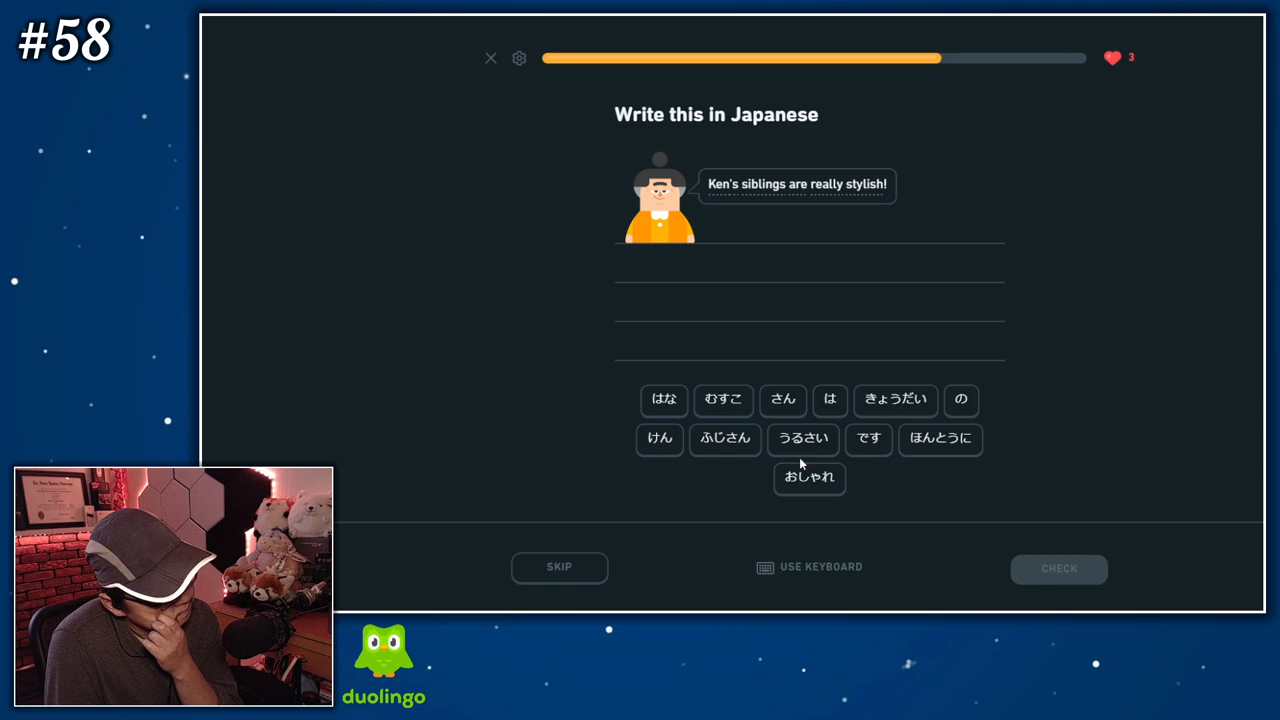 #58
3
Write this in Japanese
Ken's siblings are really stylish!
はな むすこ さん は きょうだい の
けん ふじさん うるさい です ほんとうに
おしゃれ
SKIP
USE KEYBOARD
CHECK
duolingo